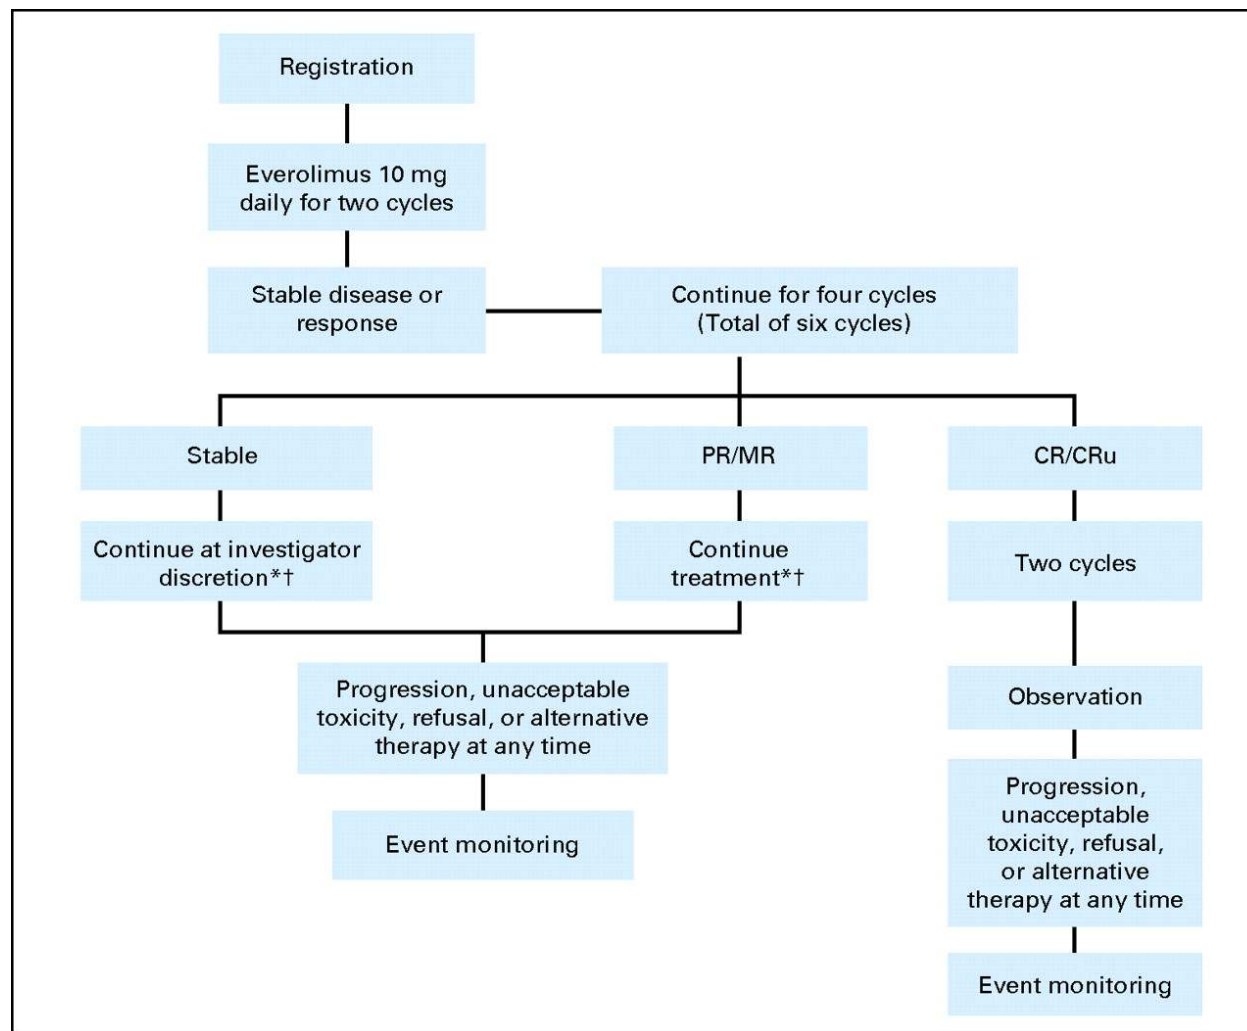 Registration
Everolimus 10 mg
daily for two cycles
Stable disease or
response
Continue for four cycles
(Total of six cycles)
Stable
PR/MR
CR/CRu
Continue at investigator
discretion*†
Continue
treatment*†
Two cycles
Progression, unacceptable
toxicity, refusal, or alternative
therapy at any time
Observation
Event monitoring
Progression,
unacceptable
toxicity, refusal,
or alternative
therapy at any time
Event monitoring